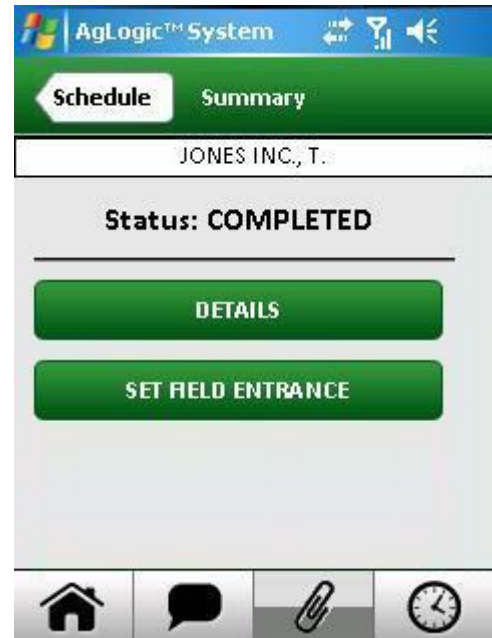 AgLogic™ System
Schedule Summary
JONES INC., T.
Status: COMPLETED
DETAILS
SET FIELD ENTRANCE